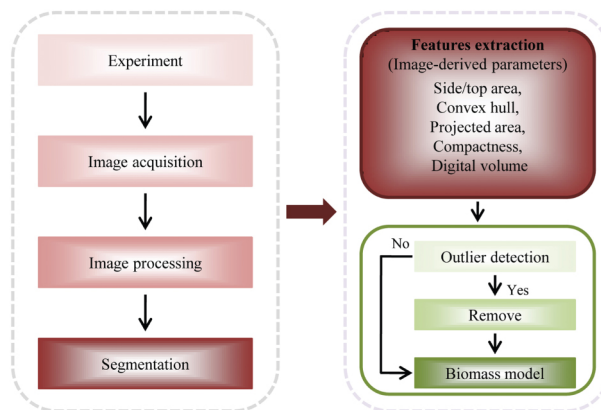 Experiment
Image acquisition
Image processing
Segmentation
Features extraction
(Image-derived parameters)
Side/top area,
Convex hull,
Projected area,
Compactness,
Digital volume
No
Outlier detection
Yes
Remove
Biomass model